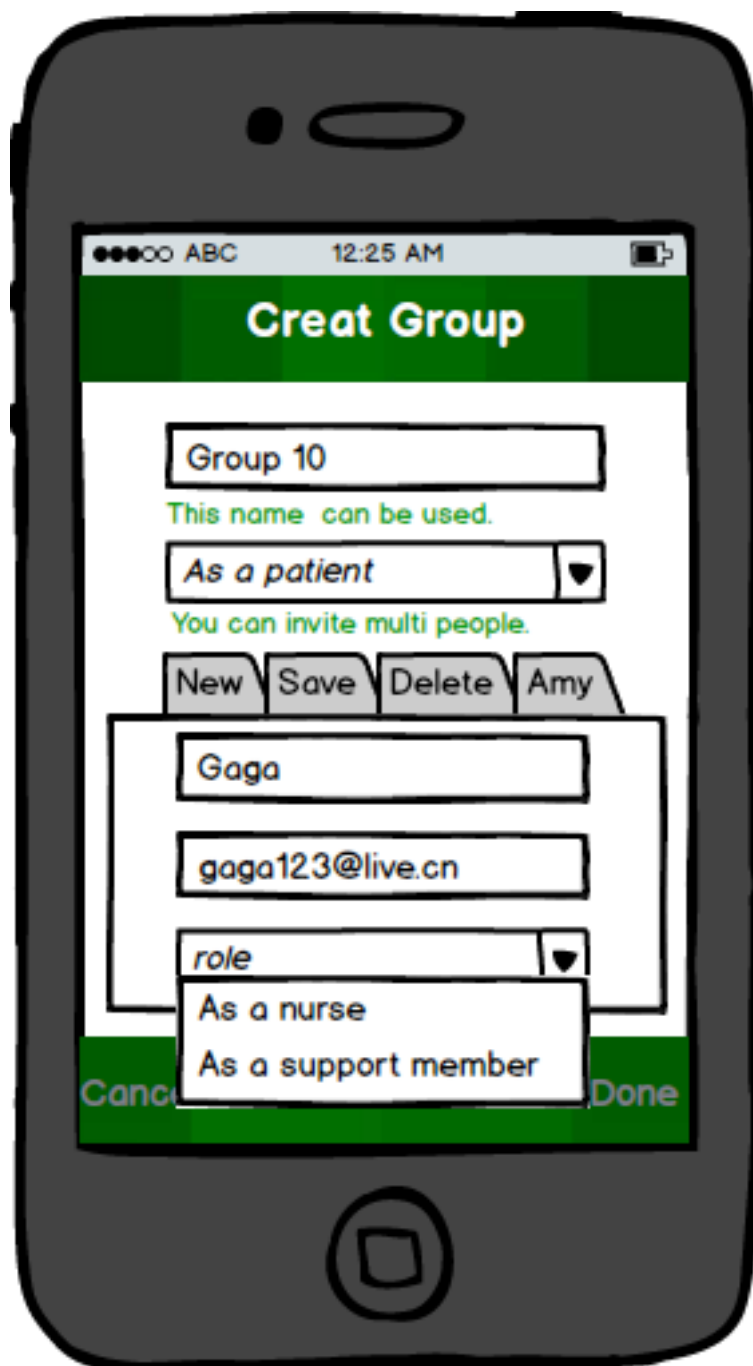 ABC 12:25 AM
Creat Group
Group 10
This name can be used.
As a patient
You can invite multi people.
New Save Delete Amy
Gaga
gaga123@live.cn
role
As a nurse
As a support member
Canc Done